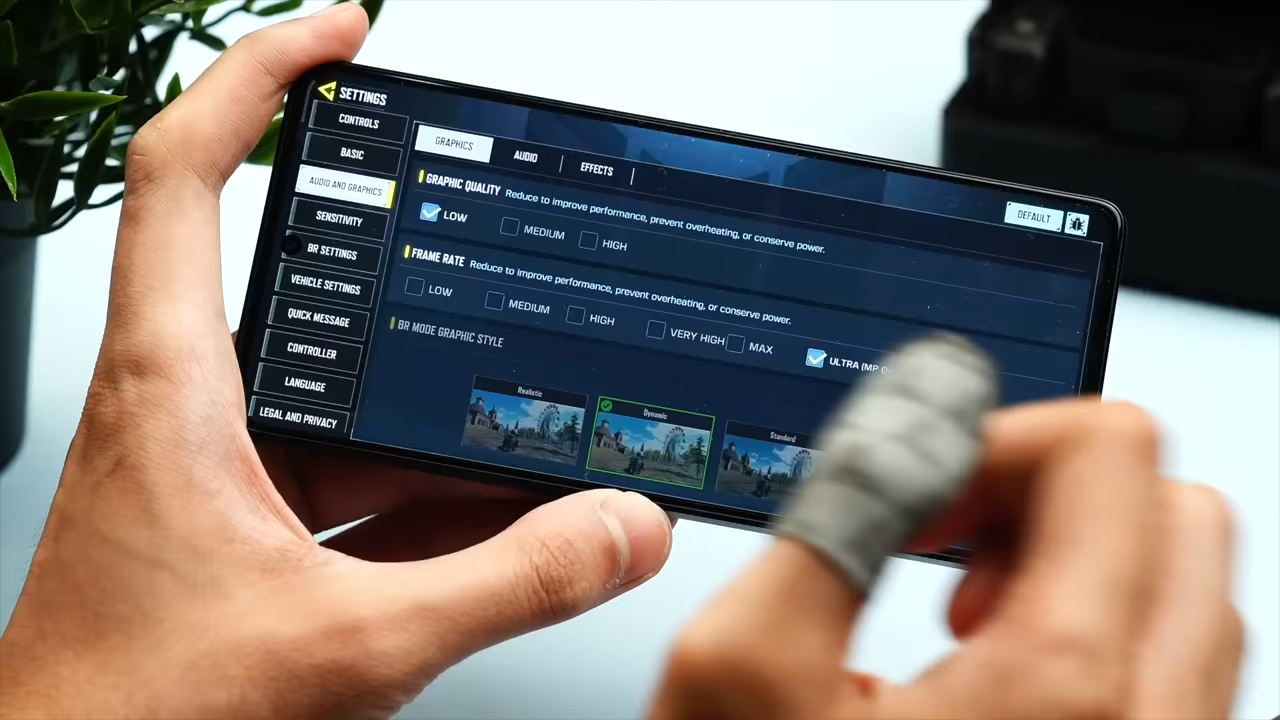 SETTINGS
CONTROLS
BASIC
AUDIO AND GRAPHICS
SENSITIVITY
BR SETTINGS
VEHICLE SETTINGS
QUICK MESSAGE
CONTROLLER
LANGUAGE
LEGAL AND PRIVACY
GRAPHICS
AUDIO
EFFECTS
DEFAULT
GRAPHIC QUALITY Reduce to improve performance, prevent overheating, or conserve power.
LOW MEDIUM HIGH
FRAME RATE Reduce to improve performance, prevent overheating, or conserve power.
LOW MEDIUM HIGH VERY HIGH MAX ULTRA (MP
BR MODE GRAPHIC STYLE
Realistic Dynamic Standard